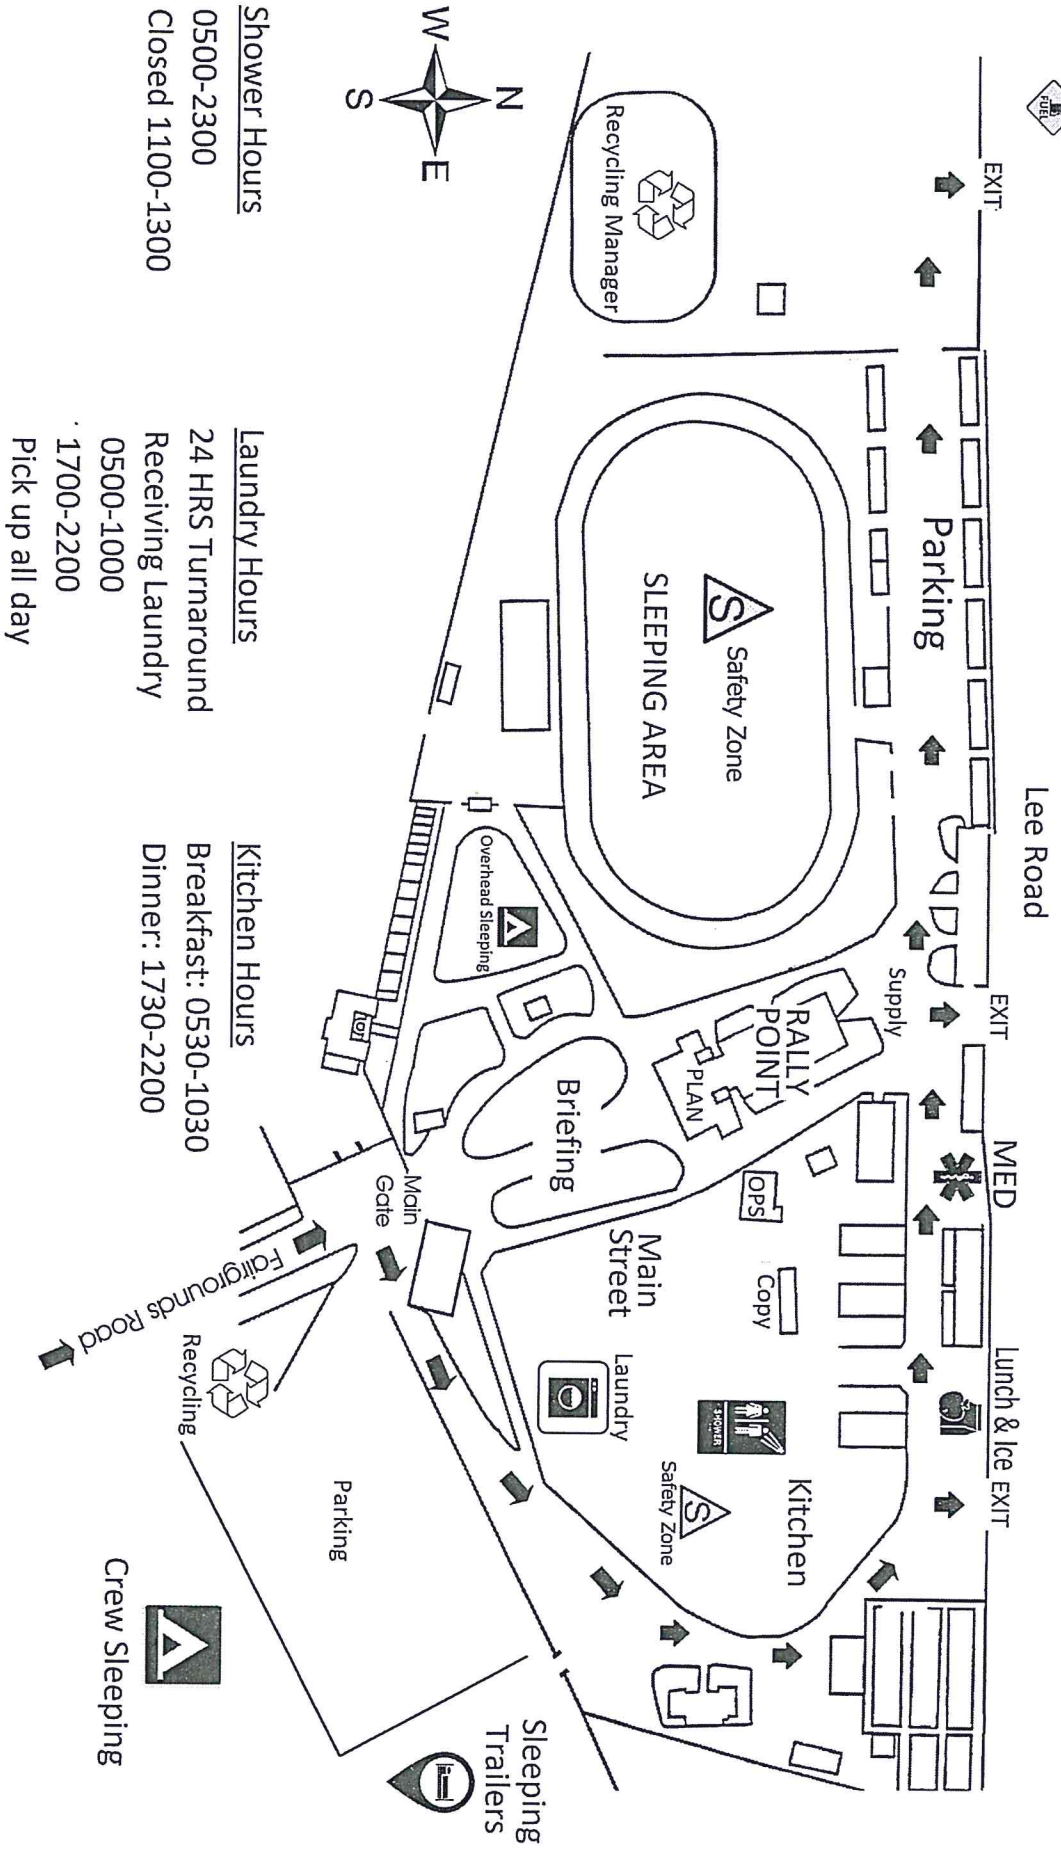 FUEL
Lee Road
EXIT
EXIT
MED
Lunch & Ice
EXIT
Parking
Supply
RALLY
POINT
Kitchen
Safety Zone
S
SLEEPING AREA
PLAN
OPS
Copy
SHOWER
S
Safety Zone
Recycling Manager
Main
Street
Laundry
Briefing
Overhead Sleeping
Sleeping
Trailers
N
W
E
S
Main
Gate
Parking
Fairgrounds Road
Recycling
Crew Sleeping
Shower Hours
0500-2300
Closed 1100-1300
Laundry Hours
24 HRS Turnaround
Receiving Laundry
0500-1000
1700-2200
Pick up all day
Kitchen Hours
Breakfast: 0530-1030
Dinner: 1730-2200